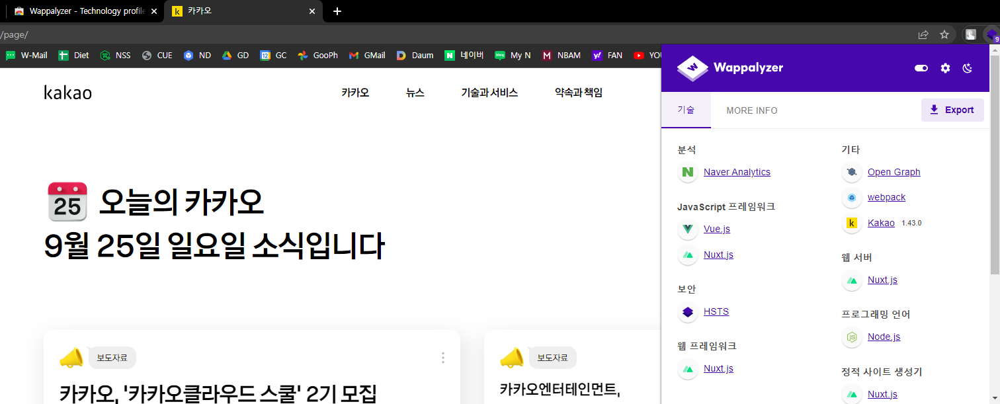 Wappalyzer - Technology profile
카카오
/page/
9
W-Mail
Diet
NSS
CUE
ND
GD
12
GC
GooPh
GMail
Daum
네이버
My N
NBAM
FAN
YOU
kakao
카카오
뉴스
기술과 서비스
약속과 책임
25
오늘의 카카오
9월 25일 일요일 소식입니다
보도자료
카카오, '카카오클라우드 스쿨' 2기 모집
보도자료
카카오엔터테인먼트,
Wappalyzer
기술
MORE INFO
Export
분석
Naver Analytics
JavaScript 프레임워크
Vue.js
Nuxt.js
보안
HSTS
웹 프레임워크
Nuxt.js
기타
Open Graph
webpack
Kakao 1.43.0
웹 서버
Nuxt.js
프로그래밍 언어
Node.js
정적 사이트 생성기
Nuxt.js